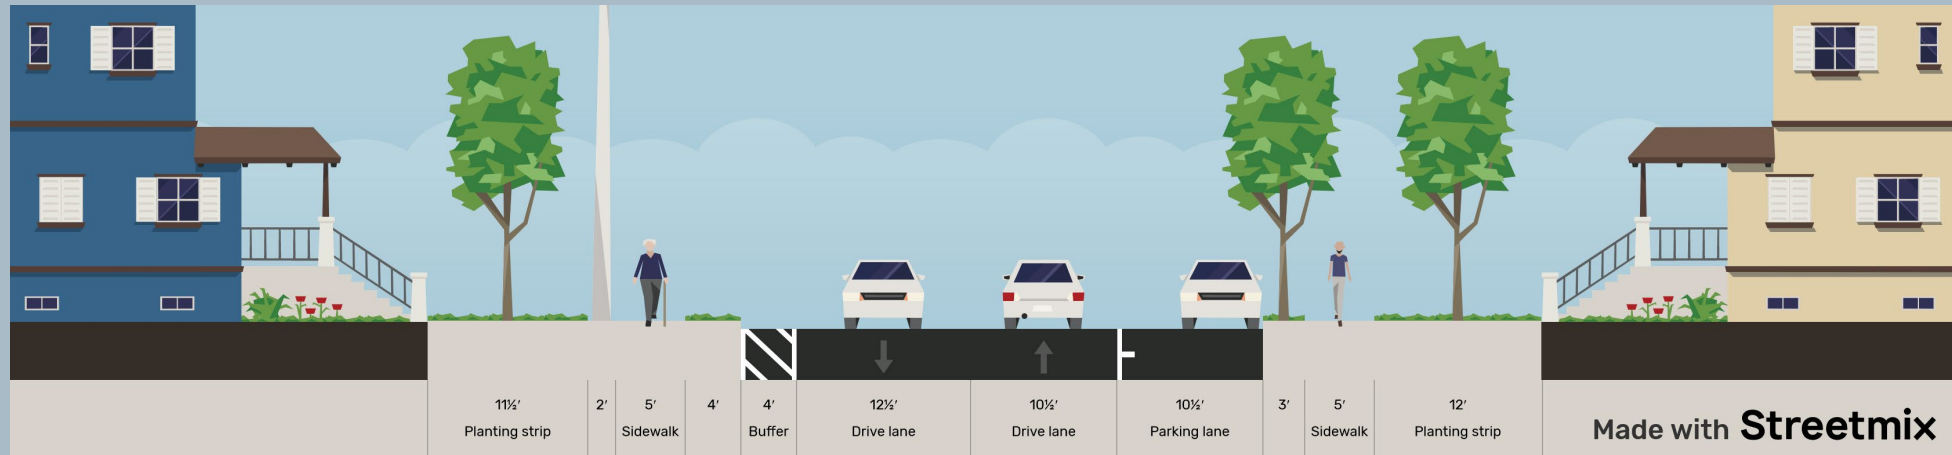 11½′ 2′ 5′ 4′ 4′ 12½′ 10½′ 10½′ 3′ 5′ 12′
Planting strip Sidewalk Buffer Drive lane Drive lane Parking lane Sidewalk Planting strip
Made with Streetmix